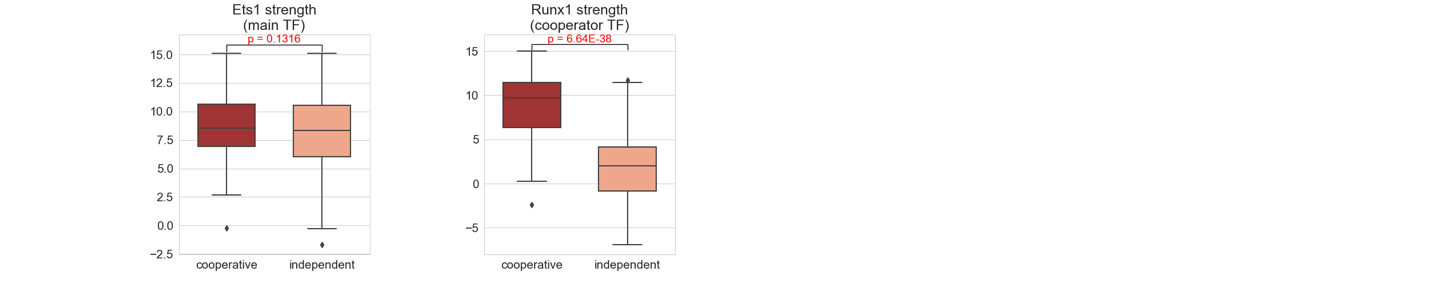 Ets1 strength
(main TF)
p = 0.1316
15.0
12.5
10.0
7.5
5.0
2.5
0.0
−2.5
cooperative independent
Runx1 strength
(cooperator TF)
p = 6.64E-38
15
10
5
0
−5
cooperative independent